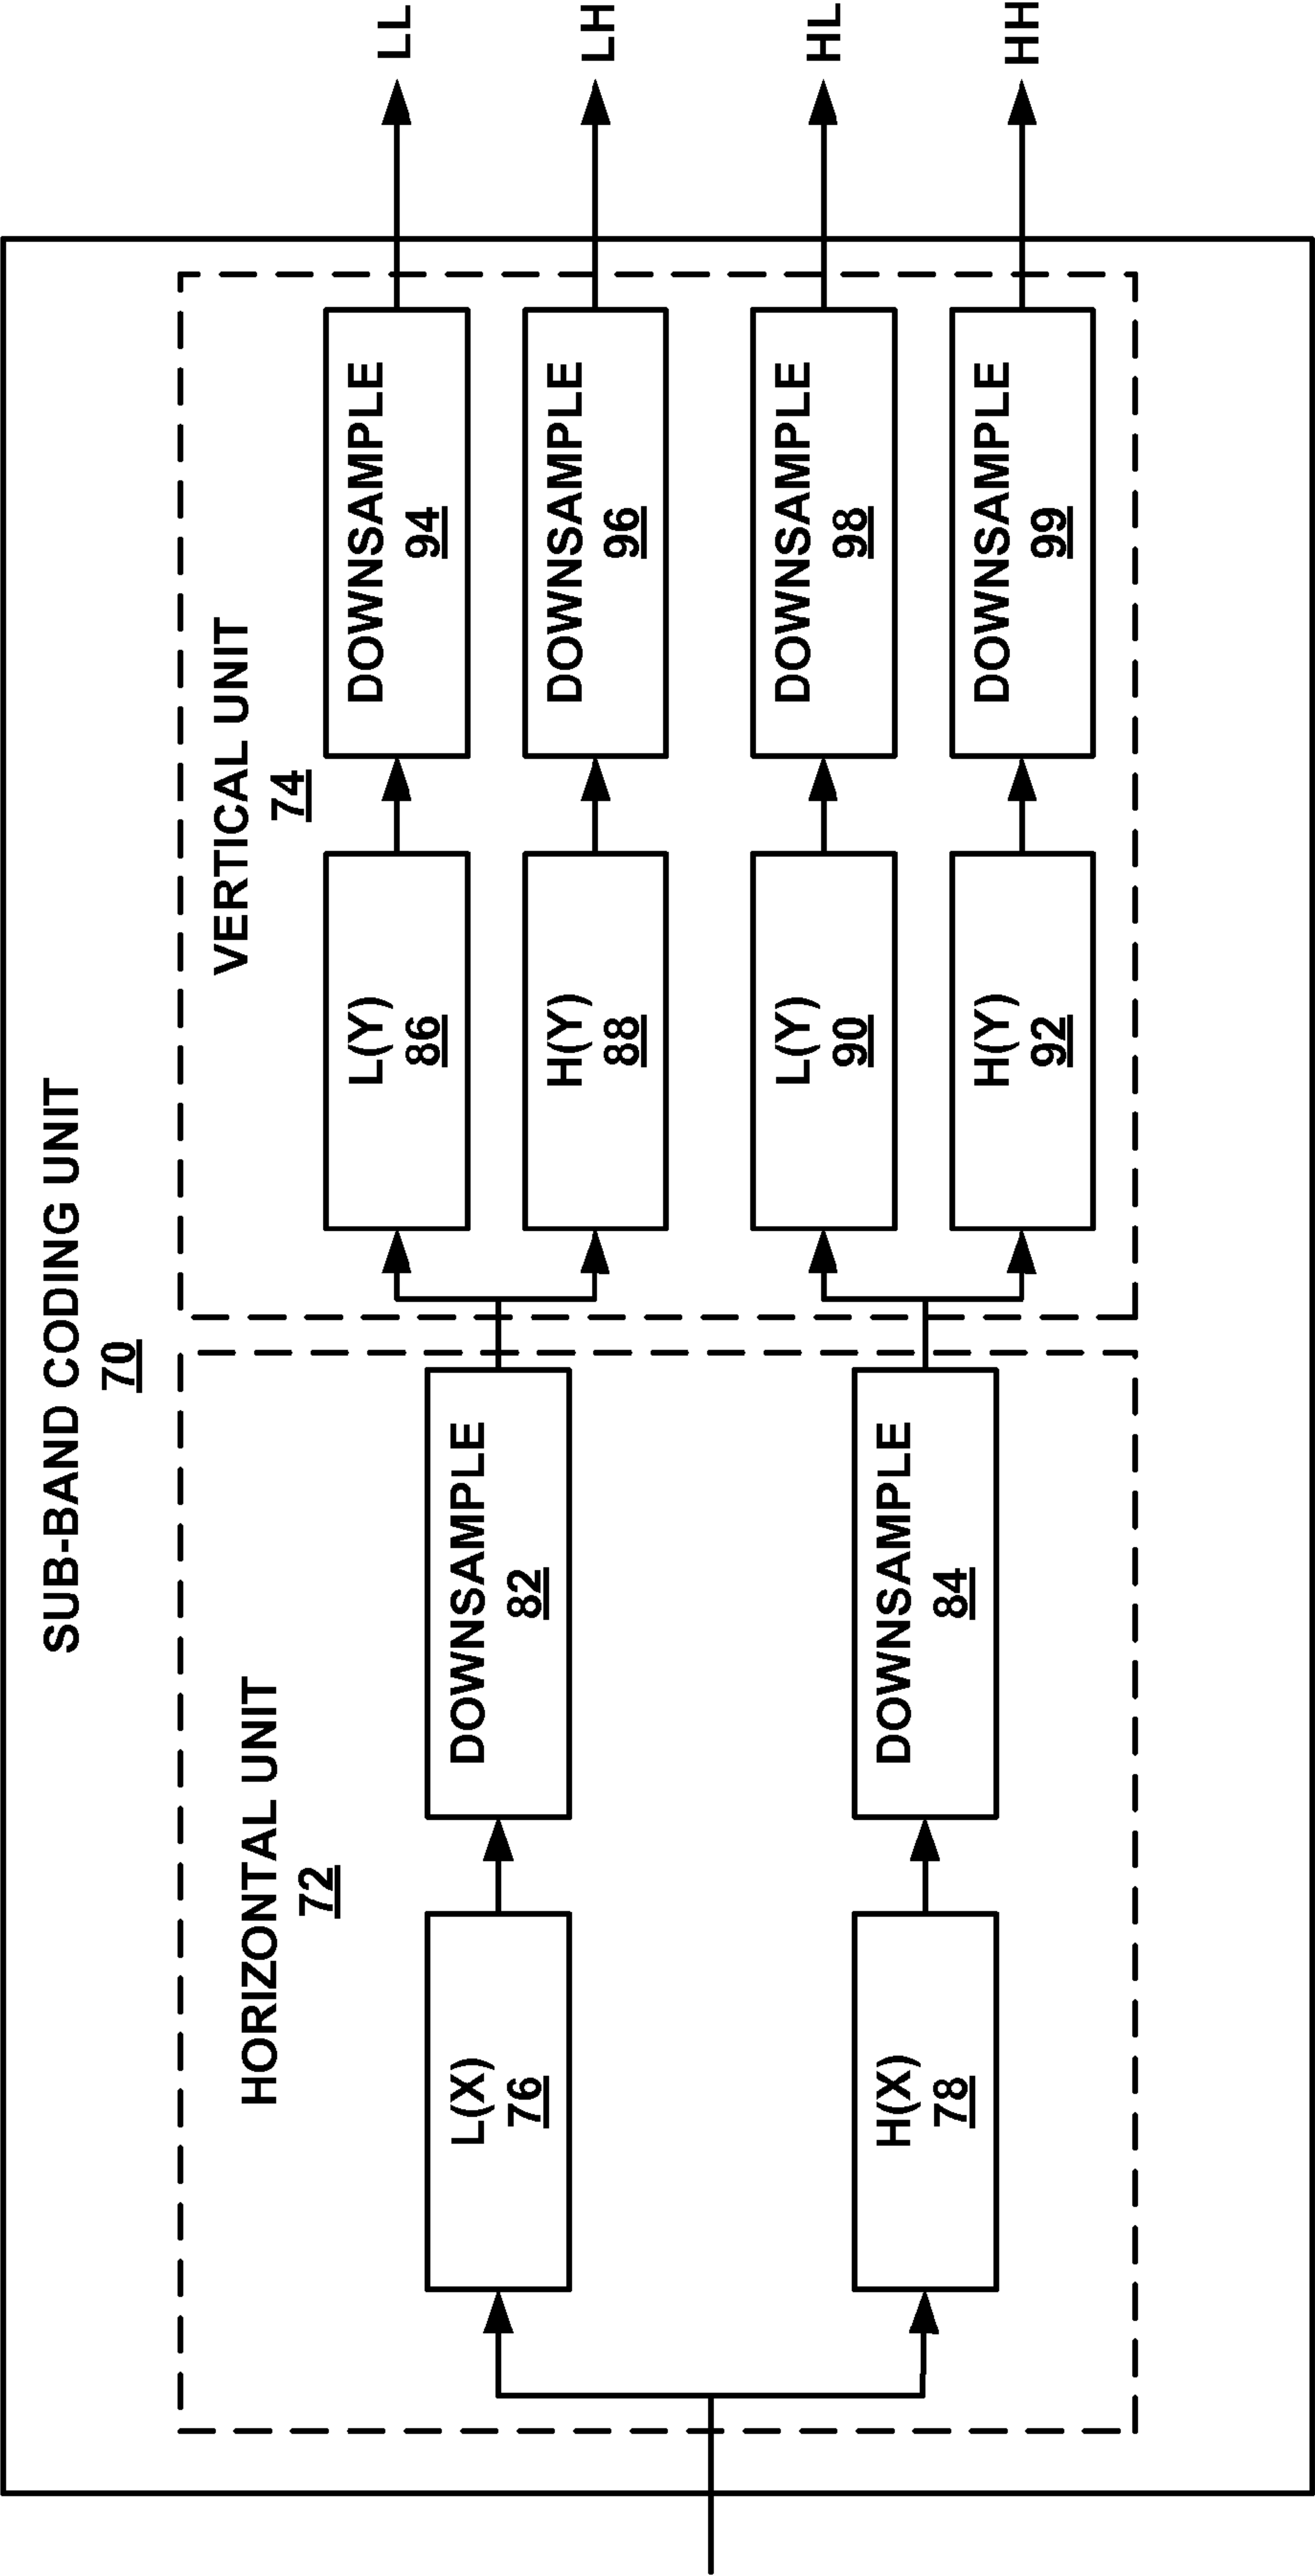 SUB-BAND CODING UNIT
70
HORIZONTAL UNIT
72
L(X)
76
DOWNSAMPLE
82
H(X)
78
DOWNSAMPLE
84
VERTICAL UNIT
74
L(Y)
86
DOWNSAMPLE
94
LL
H(Y)
88
DOWNSAMPLE
96
LH
L(Y)
90
DOWNSAMPLE
98
HL
H(Y)
92
DOWNSAMPLE
99
HH